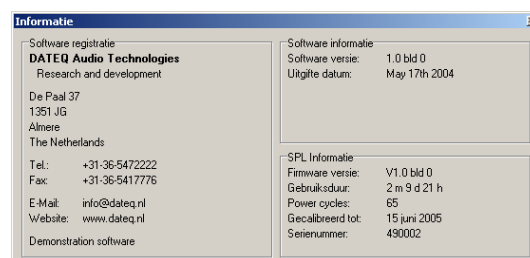 Informatie
Software registratie
DATEQ Audio Technologies
Research and development
De Paal 37
1351 JG
Almere
The Netherlands
Tel.: +31-36-5472222
Fax: +31-36-5417776
E-Mail: info@dateq.nl
Website: www.dateq.nl
Demonstration software
Software informatie
Software versie: 1.0 bld 0
Uitgifte datum: May 17th 2004
SPL Informatie
Firmware versie: V1.0 bld 0
Gebruiksduur: 2 m 9 d 21 h
Power cycles: 65
Gecalibreerd tot: 15 juni 2005
Serienummer: 490002